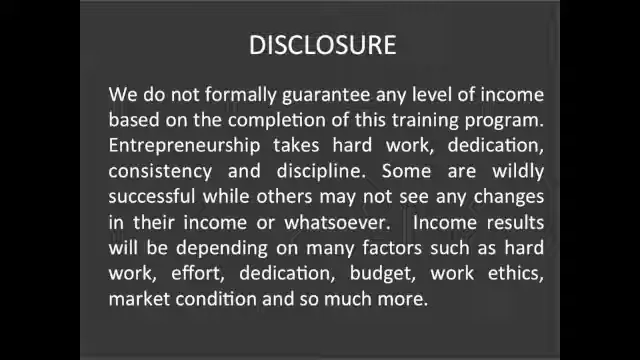 DISCLOSURE
We do not formally guarantee any level of income
based on the completion of this training program.
Entrepreneurship takes hard work, dedication,
consistency and discipline. Some are wildly
successful while others may not see any changes
in their income or whatsoever. Income results
will be depending on many factors such as hard
work, effort, dedication, budget, work ethics,
market condition and so much more.